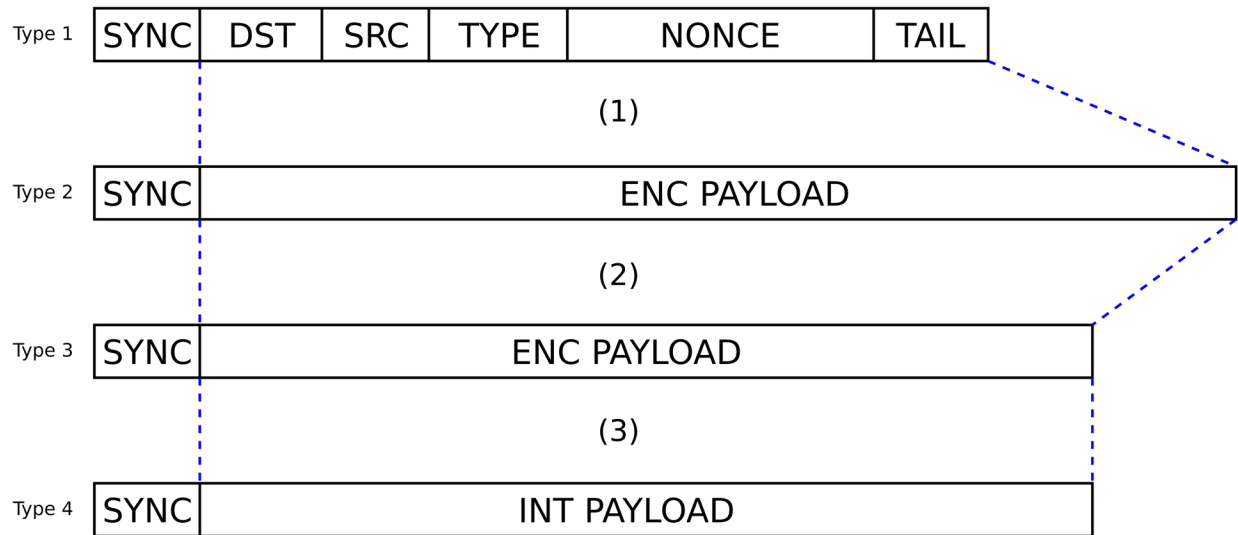 Type 1 SYNC DST SRC TYPE NONCE TAIL
(1)
Type 2 SYNC ENC PAYLOAD
(2)
Type 3 SYNC ENC PAYLOAD
(3)
Type 4 SYNC INT PAYLOAD